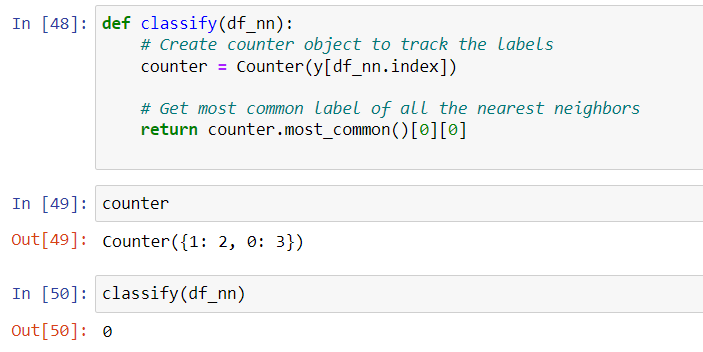 In [48]: def classify(df_nn):
# Create counter object to track the labels
counter = Counter(y[df_nn.index])
# Get most common label of all the nearest neighbors
return counter.most_common()[0][0]
In [49]: counter
Out[49]: Counter({1: 2, 0: 3})
In [50]: classify(df_nn)
Out[50]: 0